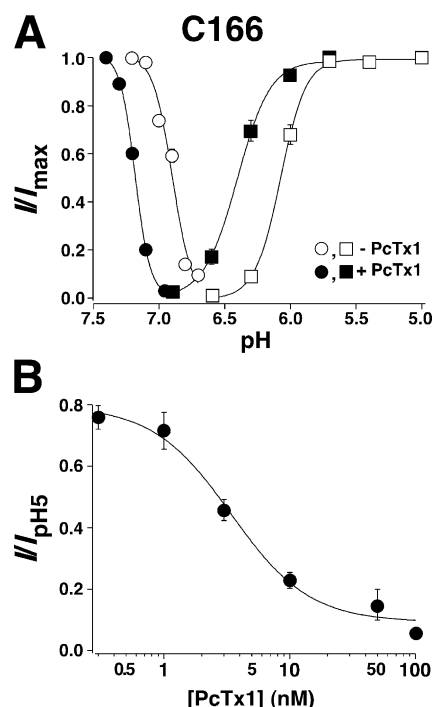 A C166
1.0
0.8
0.6
0.4
0.2
0.0
I/Imax
○, □ - PcTx1
●, ■ + PcTx1
7.5 7.0 6.5 6.0 5.5 5.0
pH
B
0.8
0.6
0.4
0.2
0.0
I/IpH5
0.5 1 5 10 50 100
[PcTx1] (nM)